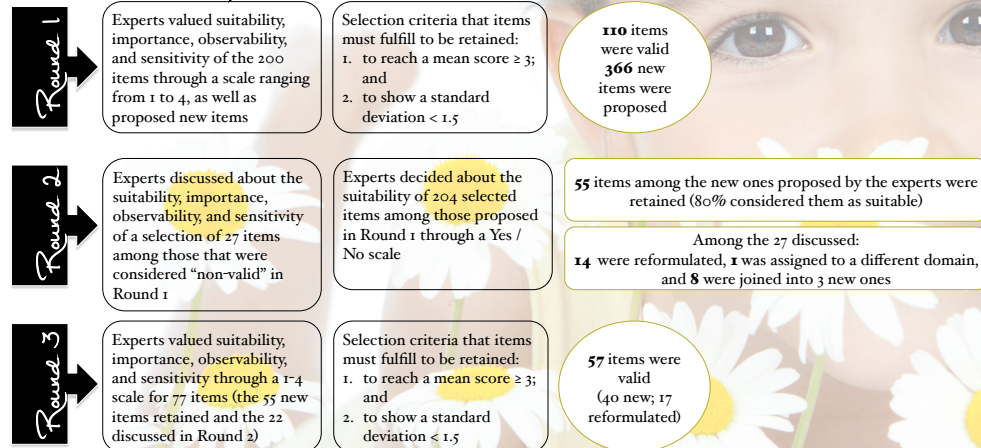 Round 1
Experts valued suitability,
importance, observability,
and sensitivity of the 200
items through a scale ranging
from 1 to 4, as well as
proposed new items
Selection criteria that items
must fulfill to be retained:
1. to reach a mean score ≥ 3;
and
2. to show a standard
deviation < 1.5
110 items
were valid
366 new
items were
proposed
Round 2
Experts discussed about the
suitability, importance,
observability, and sensitivity
of a selection of 27 items
among those that were
considered “non-valid” in
Round 1
Experts decided about the
suitability of 204 selected
items among those proposed
in Round 1 through a Yes /
No scale
55 items among the new ones proposed by the experts were
retained (80% considered them as suitable)
Among the 27 discussed:
14 were reformulated, 1 was assigned to a different domain,
and 8 were joined into 3 new ones
Round 3
Experts valued suitability,
importance, observability,
and sensitivity through a 1-4
scale for 77 items (the 55 new
items retained and the 22
discussed in Round 2)
Selection criteria that items
must fulfill to be retained:
1. to reach a mean score ≥ 3;
and
2. to show a standard
deviation < 1.5
57 items were
valid
(40 new; 17
reformulated)